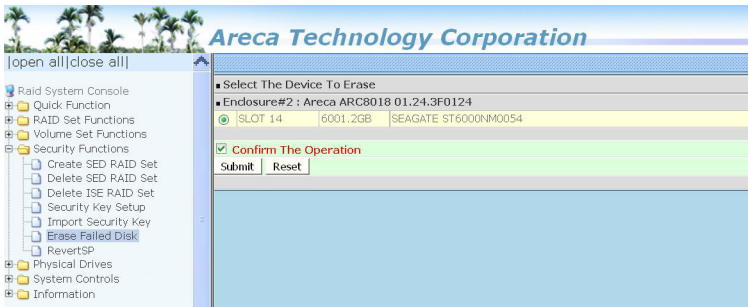 Areca Technology Corporation
|open all|close all|
Raid System Console
Quick Function
RAID Set Functions
Volume Set Functions
Security Functions
Create SED RAID Set
Delete SED RAID Set
Delete ISE RAID Set
Security Key Setup
Import Security Key
Erase Failed Disk
RevertSP
Physical Drives
System Controls
Information
Select The Device To Erase
Enclosure#2 : Areca ARC8018 01.24.3F0124
SLOT 14 6001.2GB SEAGATE ST6000NM0054
Confirm The Operation
Submit Reset